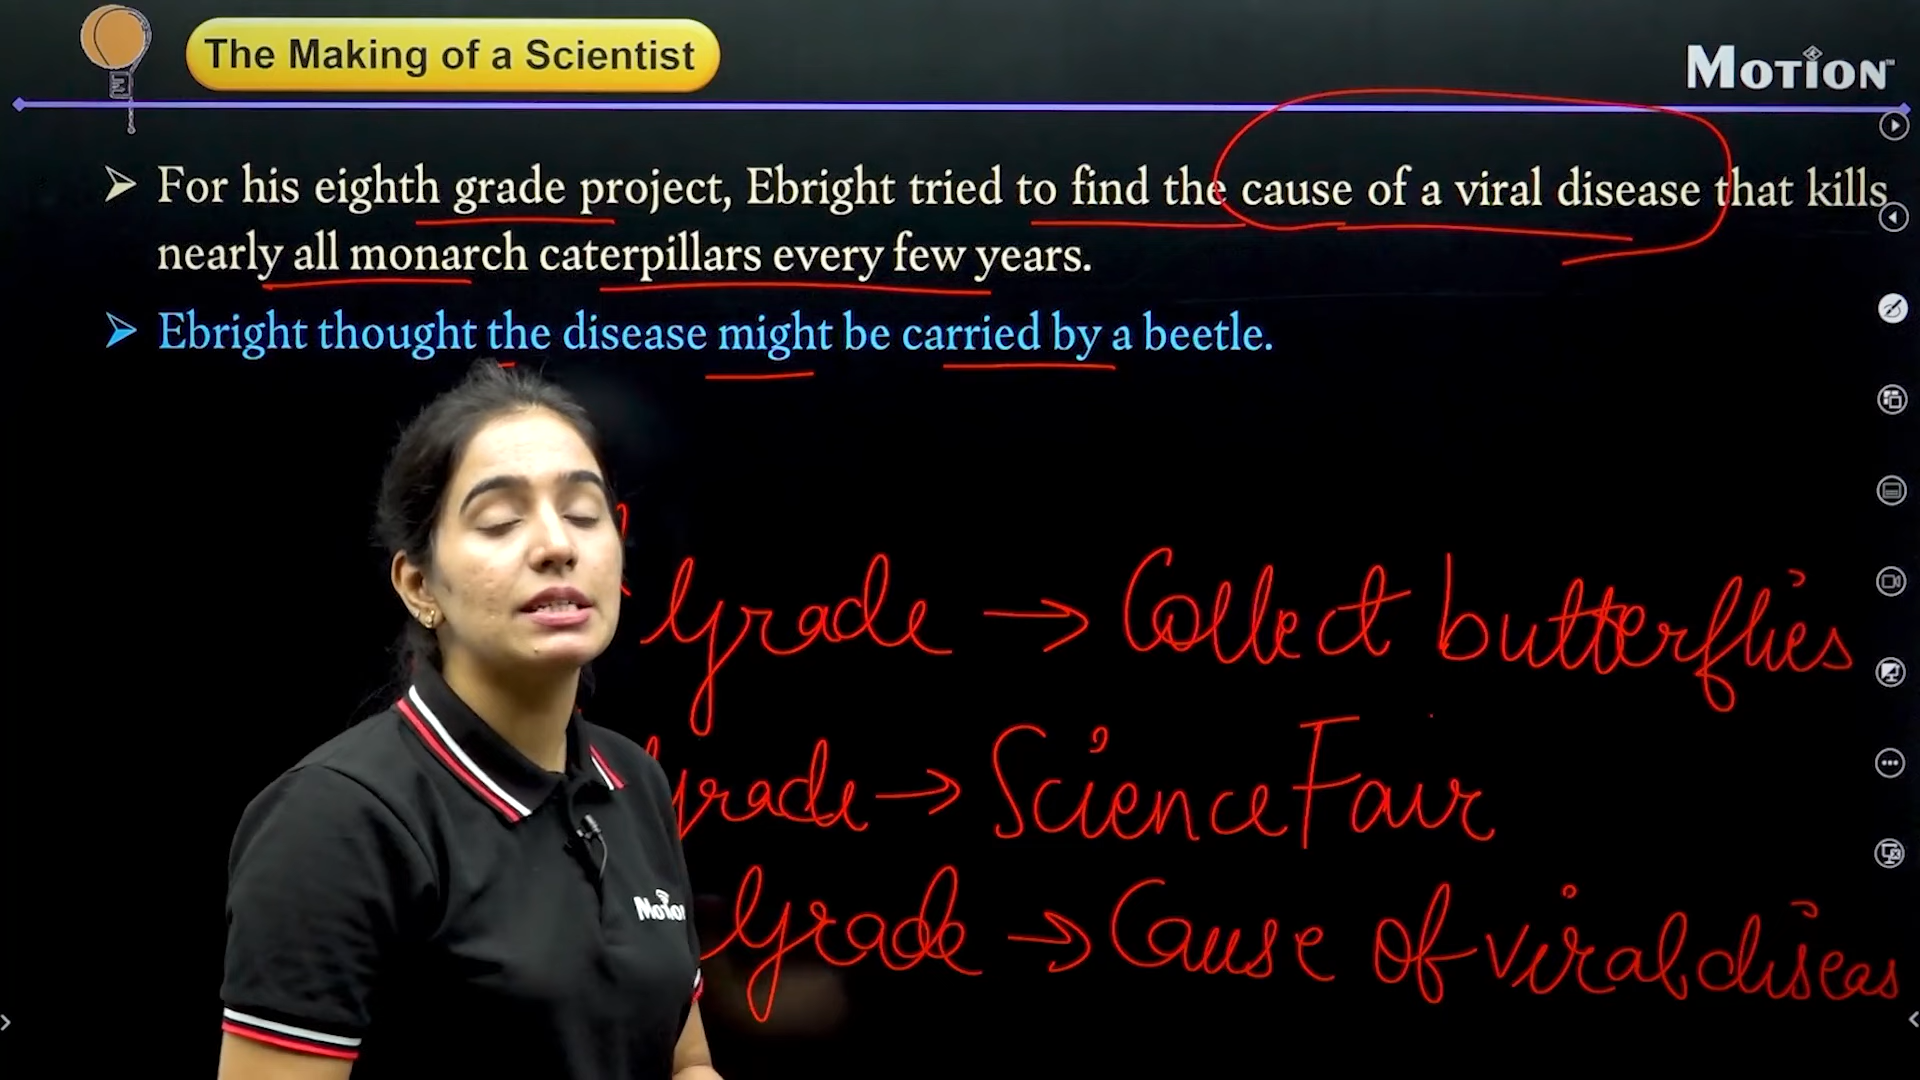 The Making of a Scientist
MOTION™
➢ For his eighth grade project, Ebright tried to find the cause of a viral disease that kills
nearly all monarch caterpillars every few years.
➢ Ebright thought the disease might be carried by a beetle.
Grade → Collect butterflies
grade → Science Fair
Grade → Cause of viral diseas
Motion